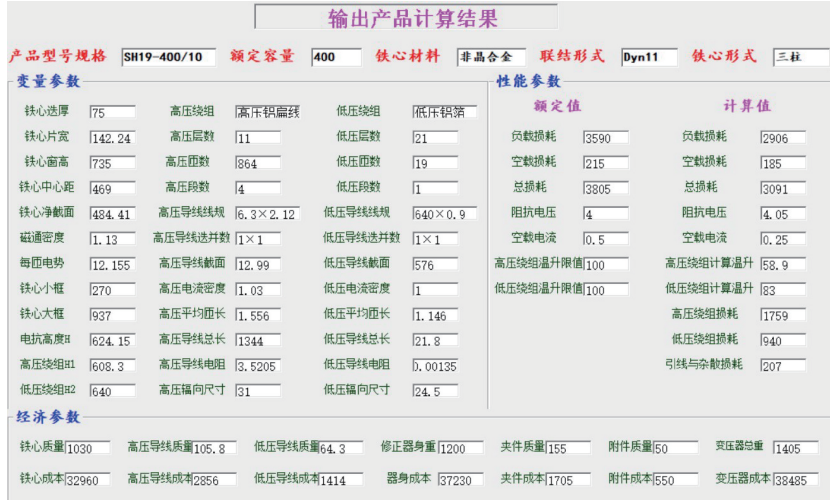 输出产品计算结果
产品型号规格 SH19-400/10 额定容量 400 铁心材料 非晶合金 联结形式 Dyn11 铁心形式 三柱
变量参数 性能参数
额定值 计算值
铁心迭厚 75 高压绕组 高压铝扁线 低压绕组 低压铝箔
铁心片宽 142.24 高压层数 11 低压层数 21 负载损耗 3590 负载损耗 2906
铁心窗高 735 高压匝数 864 低压匝数 19 空载损耗 215 空载损耗 185
铁心中心距 469 高压段数 4 低压段数 1 总损耗 3805 总损耗 3091
铁心净截面 484.41 高压导线线规 6.3×2.12 低压导线线规 640×0.9 阻抗电压 4 阻抗电压 4.05
磁通密度 1.13 高压导线迭并数 1×1 低压导线迭并数 1×1 空载电流 0.5 空载电流 0.25
每匝电势 12.155 高压导线截面 12.99 低压导线截面 576 高压绕组温升限值 100 高压绕组计算温升 58.9
铁心小框 270 高压电流密度 1.03 低压电流密度 1 低压绕组温升限值 100 低压绕组计算温升 83
铁心大框 937 高压平均匝长 1.556 低压平均匝长 1.146 高压绕组损耗 1759
电抗高度H 624.15 高压导线总长 1344 低压导线总长 21.8 低压绕组损耗 940
高压绕组H1 608.3 高压导线电阻 3.5205 低压导线电阻 0.00135 引线与杂散损耗 207
低压绕组H2 640 高压辐向尺寸 31 低压辐向尺寸 24.5
经济参数
铁心质量 1030 高压导线质量 105.8 低压导线质量 64.3 修正器身重 1200 夹件质量 155 附件质量 50 变压器总重 1405
铁心成本 32960 高压导线成本 2856 低压导线成本 1414 器身成本 37230 夹件成本 1705 附件成本 550 变压器成本 38485